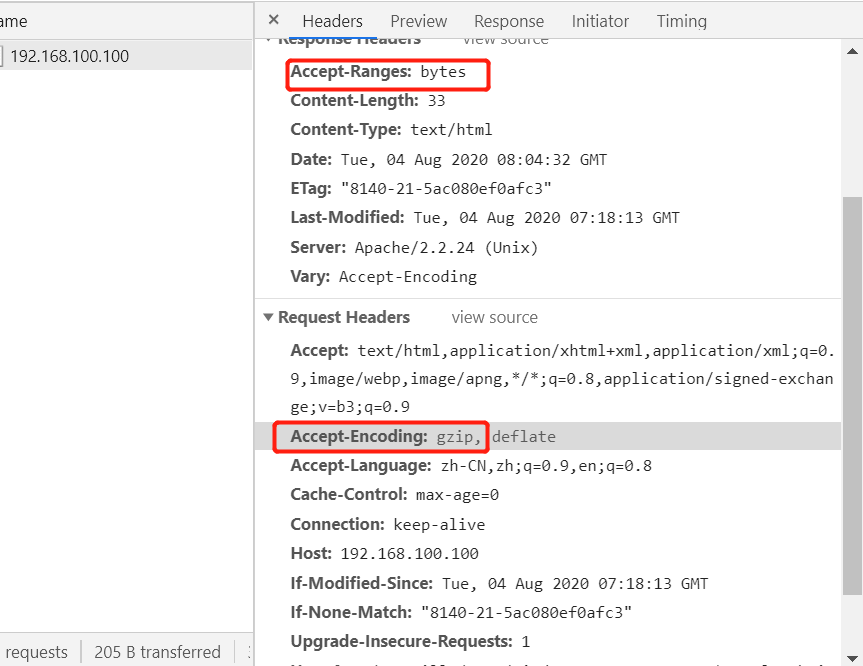 ame
192.168.100.100
× Headers Preview Response Initiator Timing
Response Headers view source
Accept-Ranges: bytes
Content-Length: 33
Content-Type: text/html
Date: Tue, 04 Aug 2020 08:04:32 GMT
ETag: "8140-21-5ac080ef0afc3"
Last-Modified: Tue, 04 Aug 2020 07:18:13 GMT
Server: Apache/2.2.24 (Unix)
Vary: Accept-Encoding
Request Headers view source
Accept: text/html,application/xhtml+xml,application/xml;q=0.
9,image/webp,image/apng,*/*;q=0.8,application/signed-exchan
ge;v=b3;q=0.9
Accept-Encoding: gzip, deflate
Accept-Language: zh-CN,zh;q=0.9,en;q=0.8
Cache-Control: max-age=0
Connection: keep-alive
Host: 192.168.100.100
If-Modified-Since: Tue, 04 Aug 2020 07:18:13 GMT
If-None-Match: "8140-21-5ac080ef0afc3"
Upgrade-Insecure-Requests: 1
requests 205 B transferred